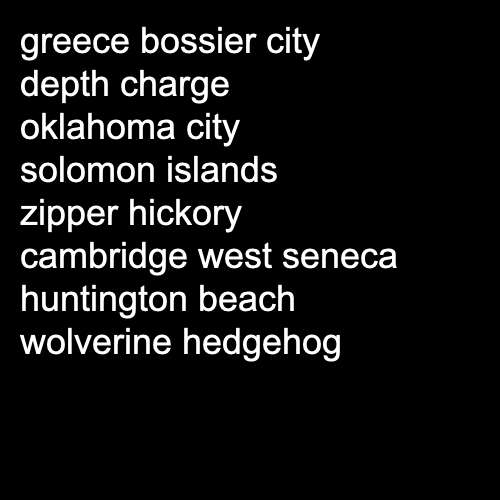 greece bossier city
depth charge
oklahoma city
solomon islands
zipper hickory
cambridge west seneca
huntington beach
wolverine hedgehog